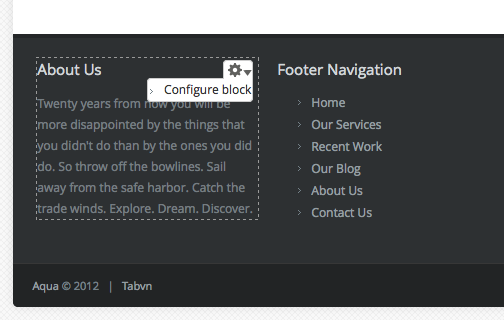 About Us
Configure block
Twenty years from now you will be
more disappointed by the things that
you didn't do than by the ones you did
do. So throw off the bowlines. Sail
away from the safe harbor. Catch the
trade winds. Explore. Dream. Discover.
Footer Navigation
Home
Our Services
Recent Work
Our Blog
About Us
Contact Us
Aqua © 2012 | Tabvn